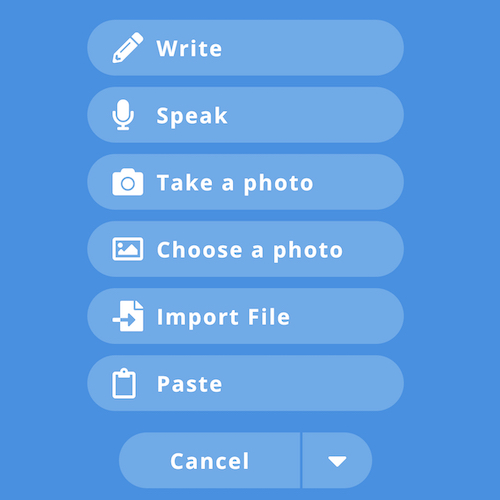 Write
Speak
Take a photo
Choose a photo
Import File
Paste
Cancel